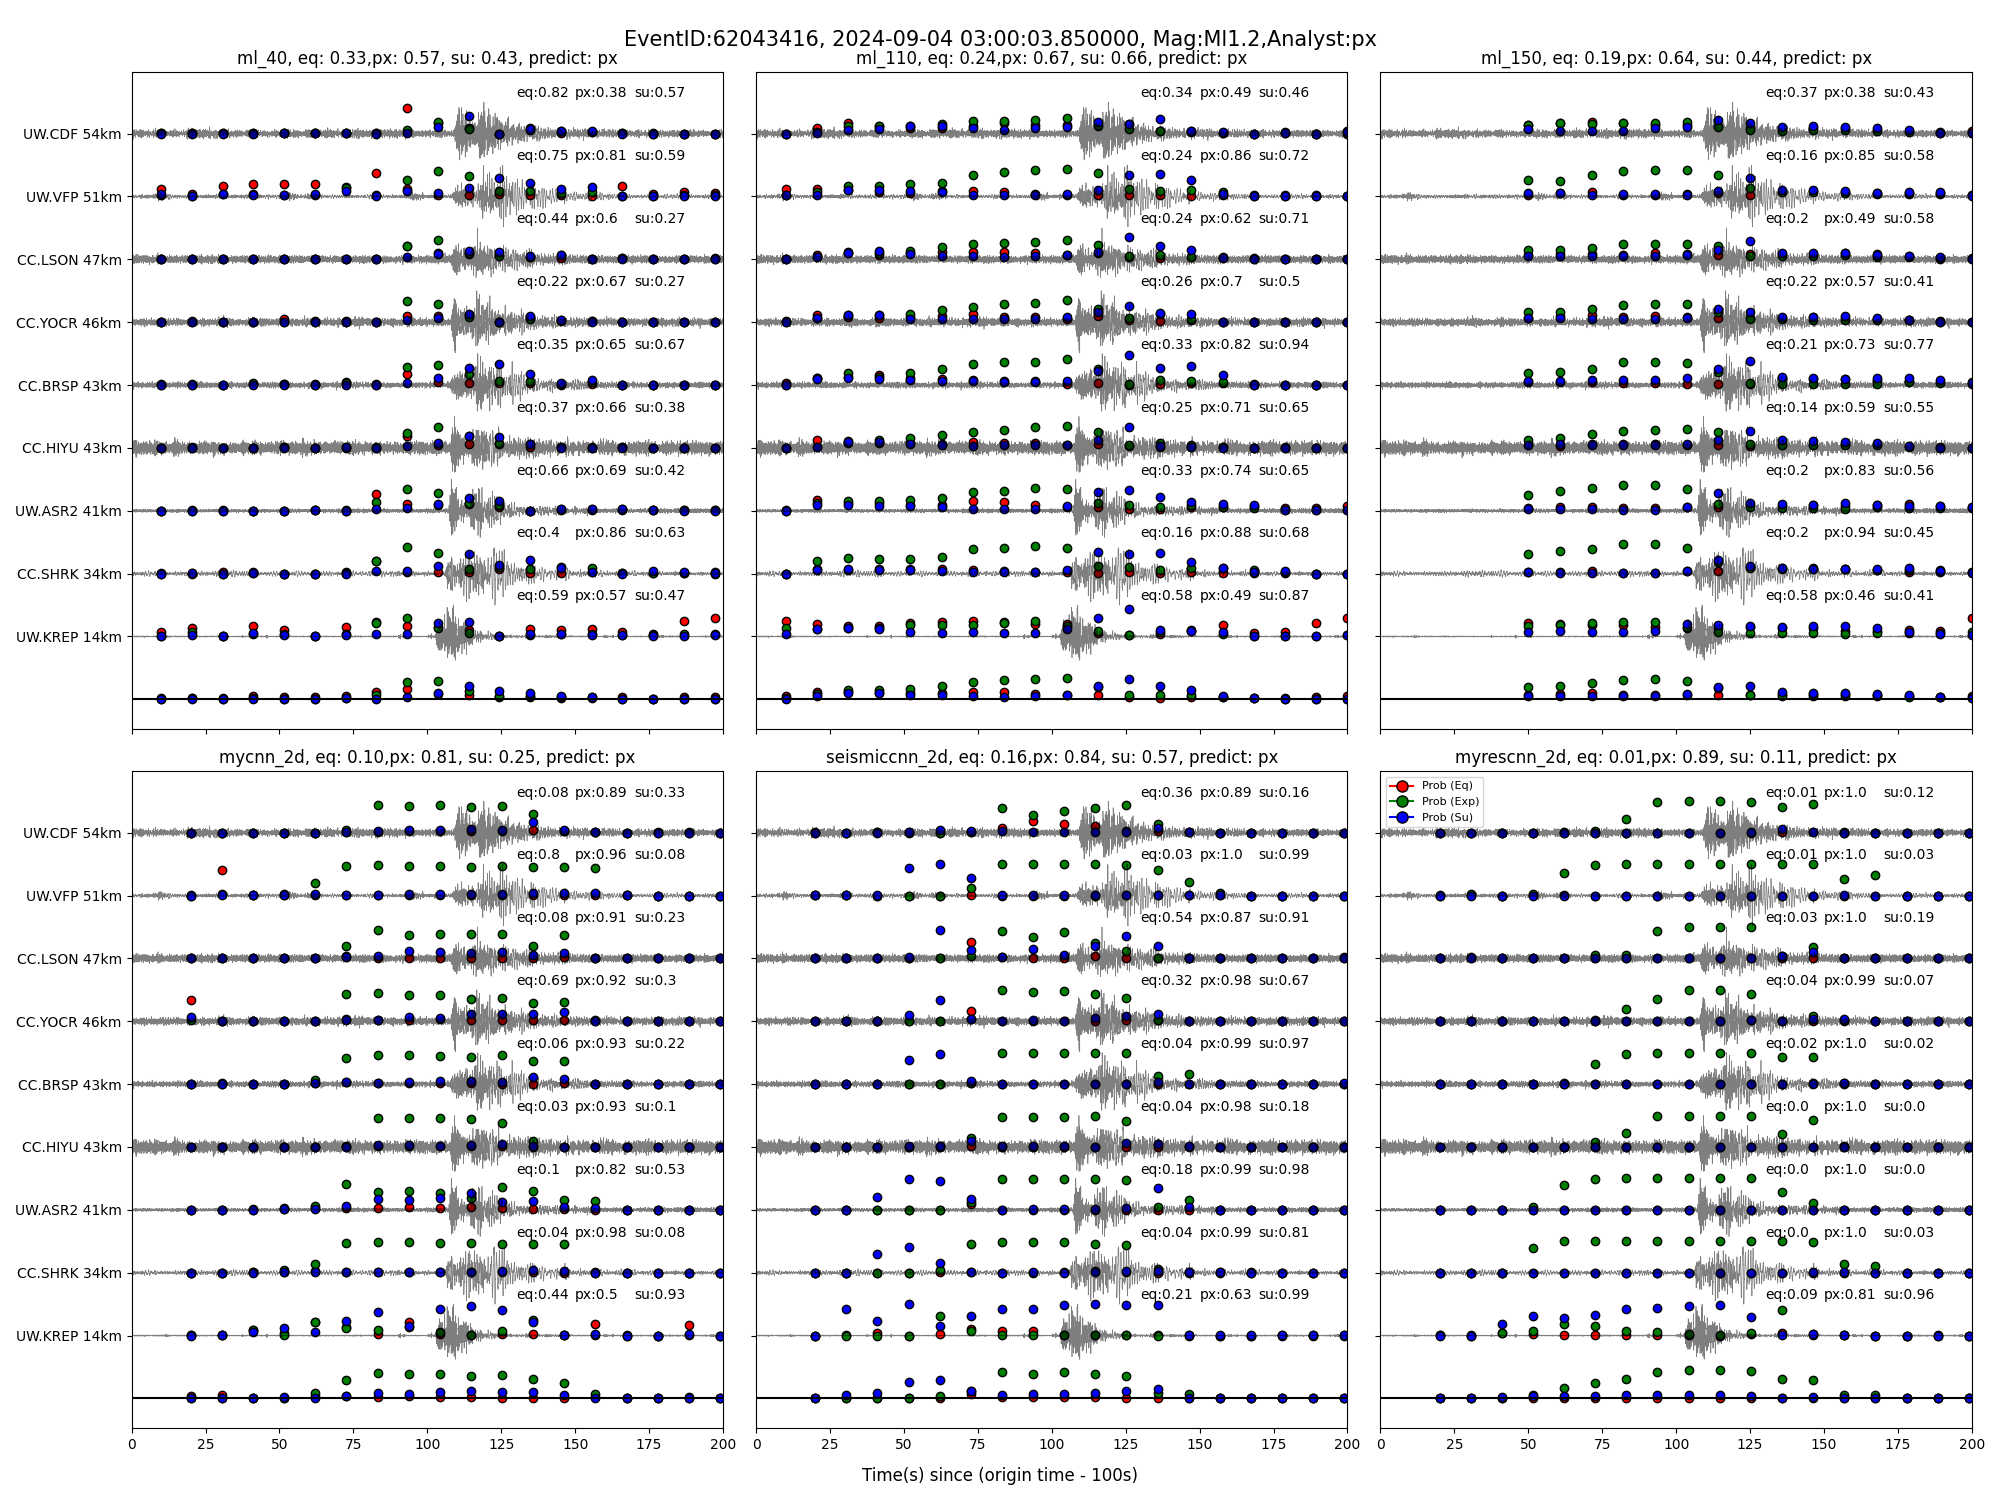 EventID:62043416, 2024-09-04 03:00:03.850000, Mag:Ml1.2,Analyst:px
ml_40, eq: 0.33,px: 0.57, su: 0.43, predict: px
eq:0.82 px:0.38 su:0.57
UW.CDF 54km
eq:0.75 px:0.81 su:0.59
UW.VFP 51km
eq:0.44 px:0.6 su:0.27
CC.LSON 47km
eq:0.22 px:0.67 su:0.27
CC.YOCR 46km
eq:0.35 px:0.65 su:0.67
CC.BRSP 43km
eq:0.37 px:0.66 su:0.38
CC.HIYU 43km
eq:0.66 px:0.69 su:0.42
UW.ASR2 41km
eq:0.4 px:0.86 su:0.63
CC.SHRK 34km
eq:0.59 px:0.57 su:0.47
UW.KREP 14km
ml_110, eq: 0.24,px: 0.67, su: 0.66, predict: px
eq:0.34 px:0.49 su:0.46
eq:0.24 px:0.86 su:0.72
eq:0.24 px:0.62 su:0.71
eq:0.26 px:0.7 su:0.5
eq:0.33 px:0.82 su:0.94
eq:0.25 px:0.71 su:0.65
eq:0.33 px:0.74 su:0.65
eq:0.16 px:0.88 su:0.68
eq:0.58 px:0.49 su:0.87
ml_150, eq: 0.19,px: 0.64, su: 0.44, predict: px
eq:0.37 px:0.38 su:0.43
eq:0.16 px:0.85 su:0.58
eq:0.2 px:0.49 su:0.58
eq:0.22 px:0.57 su:0.41
eq:0.21 px:0.73 su:0.77
eq:0.14 px:0.59 su:0.55
eq:0.2 px:0.83 su:0.56
eq:0.2 px:0.94 su:0.45
eq:0.58 px:0.46 su:0.41
mycnn_2d, eq: 0.10,px: 0.81, su: 0.25, predict: px
eq:0.08 px:0.89 su:0.33
UW.CDF 54km
eq:0.8 px:0.96 su:0.08
UW.VFP 51km
eq:0.08 px:0.91 su:0.23
CC.LSON 47km
eq:0.69 px:0.92 su:0.3
CC.YOCR 46km
eq:0.06 px:0.93 su:0.22
CC.BRSP 43km
eq:0.03 px:0.93 su:0.1
CC.HIYU 43km
eq:0.1 px:0.82 su:0.53
UW.ASR2 41km
eq:0.04 px:0.98 su:0.08
CC.SHRK 34km
eq:0.44 px:0.5 su:0.93
UW.KREP 14km
0 25 50 75 100 125 150 175 200
seismiccnn_2d, eq: 0.16,px: 0.84, su: 0.57, predict: px
eq:0.36 px:0.89 su:0.16
eq:0.03 px:1.0 su:0.99
eq:0.54 px:0.87 su:0.91
eq:0.32 px:0.98 su:0.67
eq:0.04 px:0.99 su:0.97
eq:0.04 px:0.98 su:0.18
eq:0.18 px:0.99 su:0.98
eq:0.04 px:0.99 su:0.81
eq:0.21 px:0.63 su:0.99
0 25 50 75 100 125 150 175 200
myrescnn_2d, eq: 0.01,px: 0.89, su: 0.11, predict: px
Prob (Eq)
Prob (Exp)
Prob (Su)
eq:0.01 px:1.0 su:0.12
eq:0.01 px:1.0 su:0.03
eq:0.03 px:1.0 su:0.19
eq:0.04 px:0.99 su:0.07
eq:0.02 px:1.0 su:0.02
eq:0.0 px:1.0 su:0.0
eq:0.0 px:1.0 su:0.0
eq:0.0 px:1.0 su:0.03
eq:0.09 px:0.81 su:0.96
0 25 50 75 100 125 150 175 200
Time(s) since (origin time - 100s)